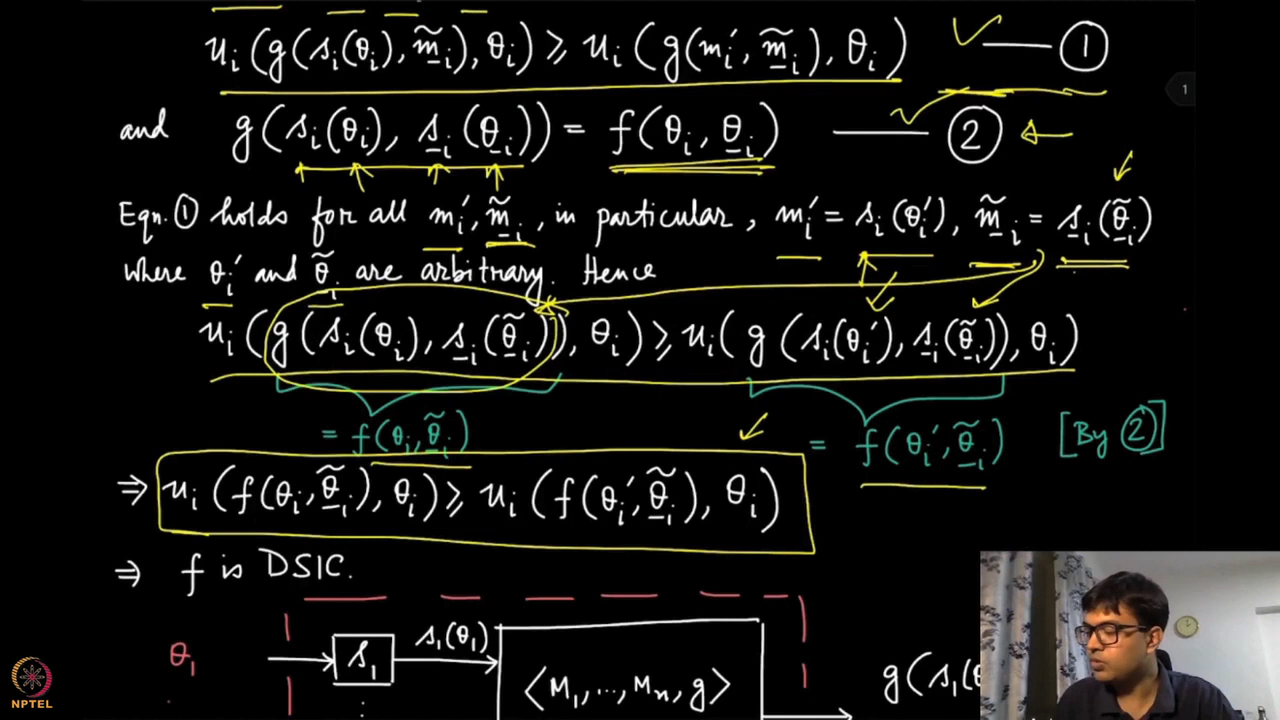 u_i(g(s_i(θ_i), m̃_{-i}), θ_i) ⩾ u_i(g(m_i′, m̃_{-i}), θ_i) — ①
1
and g(s_i(θ_i), s_{-i}(θ_{-i})) = f(θ_i, θ_{-i}) — ②
Eqn. ① holds for all m_i′, m̃_{-i}, in particular, m_i′ = s_i(θ_i′), m̃_{-i} = s_{-i}(θ̃_{-i})
where θ_i′ and θ̃_{-i} are arbitrary. Hence
u_i(g(s_i(θ_i), s_{-i}(θ̃_{-i})), θ_i) ⩾ u_i(g(s_i(θ_i′), s_{-i}(θ̃_{-i})), θ_i)
= f(θ_i, θ̃_{-i}) = f(θ_i′, θ̃_{-i}) [By ②]
⇒ u_i(f(θ_i, θ̃_{-i}), θ_i) ⩾ u_i(f(θ_i′, θ̃_{-i}), θ_i)
⇒ f is DSIC.
θ_1 s_1 s_1(θ_1) ⟨M_1, ..., M_n, g⟩ g(s_1(
⋮
NPTEL